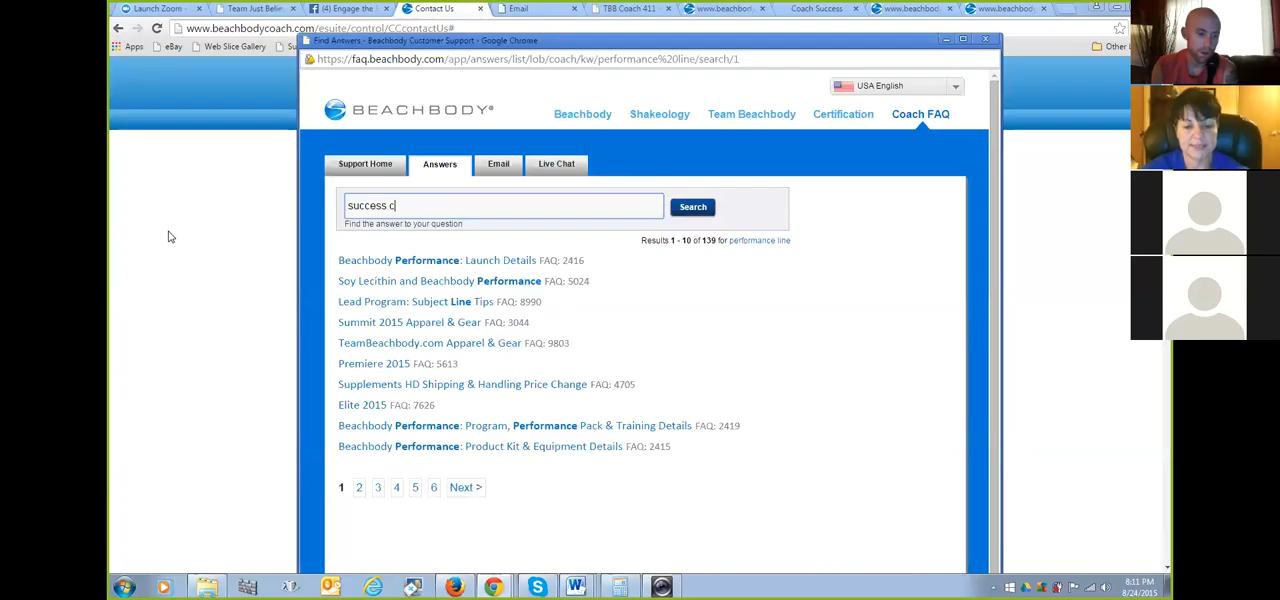 Launch Zoom
Team Just Belie
(4) Engage the
Contact Us
Email
TBB Coach 411
www.beachbod
Coach Success
www.beachbody
www.beachbody
www.beachbodycoach.com/esuite/control/CCcontactUs#
Apps
eBay
Web Slice Gallery
Su
Other
Find Answers - Beachbody Customer Support - Google Chrome
https://faq.beachbody.com/app/answers/list/lob/coach/kw/performance%20line/search/1
USA English
BEACHBODY®
Beachbody
Shakeology
Team Beachbody
Certification
Coach FAQ
Support Home
Answers
Email
Live Chat
success c
Search
Find the answer to your question
Results 1 - 10 of 139 for performance line
Beachbody Performance: Launch Details FAQ: 2416
Soy Lecithin and Beachbody Performance FAQ: 5024
Lead Program: Subject Line Tips FAQ: 8990
Summit 2015 Apparel & Gear FAQ: 3044
TeamBeachbody.com Apparel & Gear FAQ: 9803
Premiere 2015 FAQ: 5613
Supplements HD Shipping & Handling Price Change FAQ: 4705
Elite 2015 FAQ: 7626
Beachbody Performance: Program, Performance Pack & Training Details FAQ: 2419
Beachbody Performance: Product Kit & Equipment Details FAQ: 2415
1 2 3 4 5 6 Next >
8:11 PM
8/24/2015